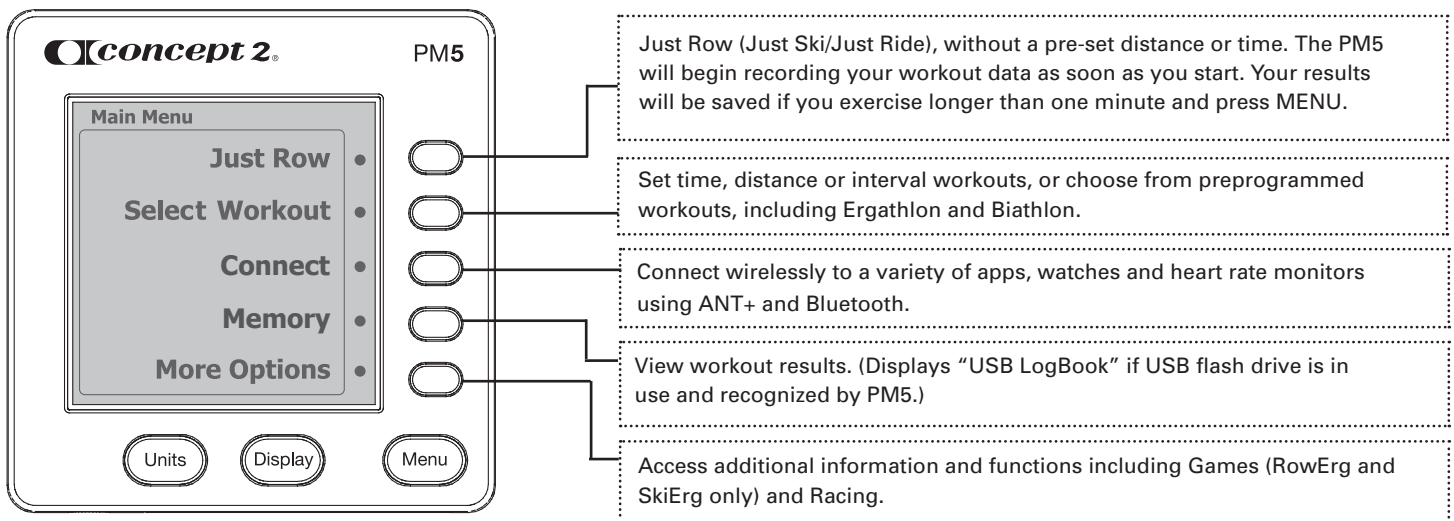 concept 2®
PM5
Main Menu
Just Row
Select Workout
Connect
Memory
More Options
Units
Display
Menu
Just Row (Just Ski/Just Ride), without a pre-set distance or time. The PM5
will begin recording your workout data as soon as you start. Your results
will be saved if you exercise longer than one minute and press MENU.
Set time, distance or interval workouts, or choose from preprogrammed
workouts, including Ergathlon and Biathlon.
Connect wirelessly to a variety of apps, watches and heart rate monitors
using ANT+ and Bluetooth.
View workout results. (Displays “USB LogBook” if USB flash drive is in
use and recognized by PM5.)
Access additional information and functions including Games (RowErg and
SkiErg only) and Racing.